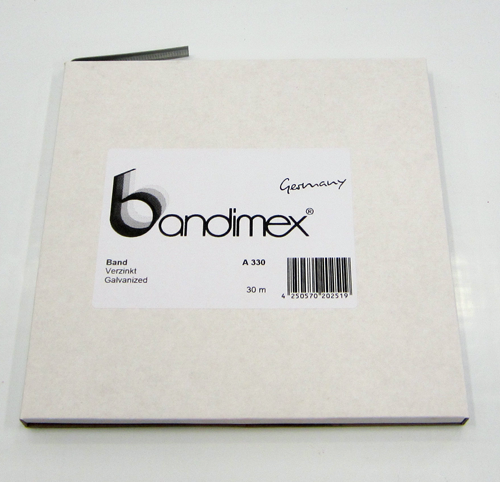 Germany
bandimex®
Band A 330
Verzinkt
Galvanized
30 m
4 250570 202519